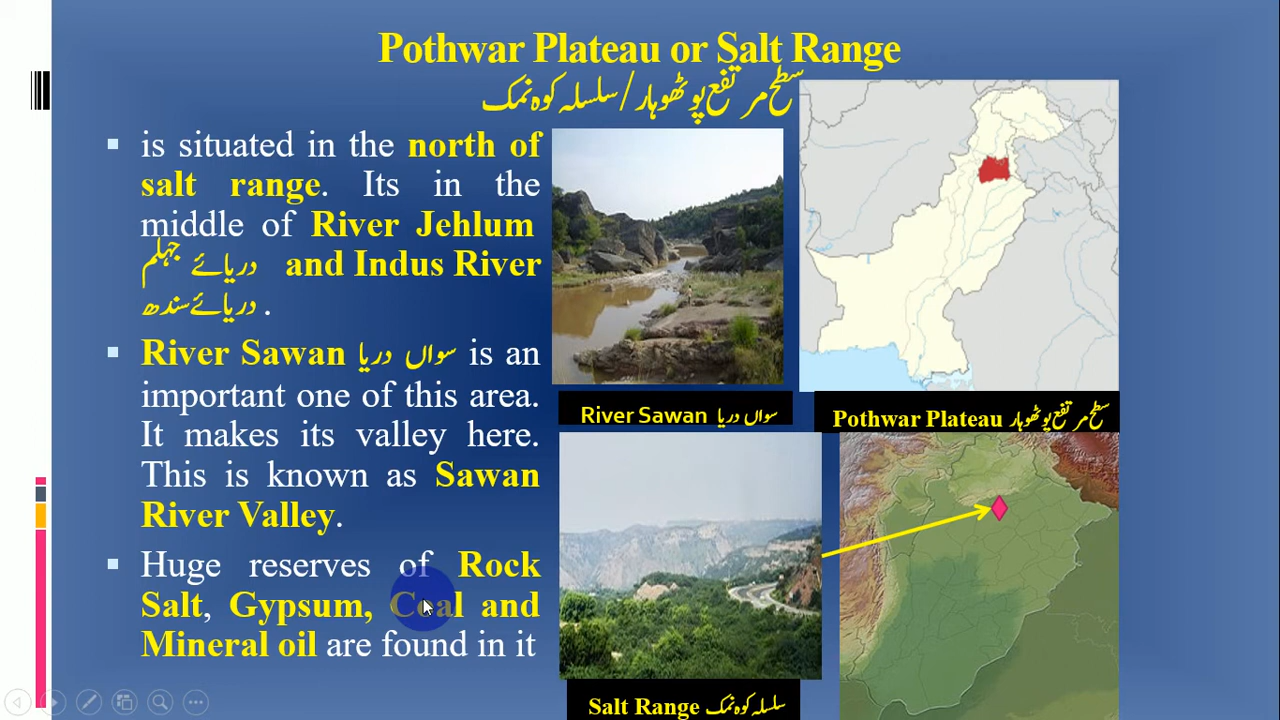 Pothwar Plateau or Salt Range
سطح مرتفع پوٹھوہار/سلسلہ کوہ نمک
is situated in the north of
salt range. Its in the
middle of River Jehlum
دریائے جہلم and Indus River
دریائے سندھ .
River Sawan سواں دریا is an
important one of this area.
It makes its valley here.
This is known as Sawan
River Valley.
Huge reserves of Rock
Salt, Gypsum, Coal and
Mineral oil are found in it
River Sawan سواں دریا
Pothwar Plateau سطح مرتفع پوٹھوہار
Salt Range سلسلہ کوہ نمک